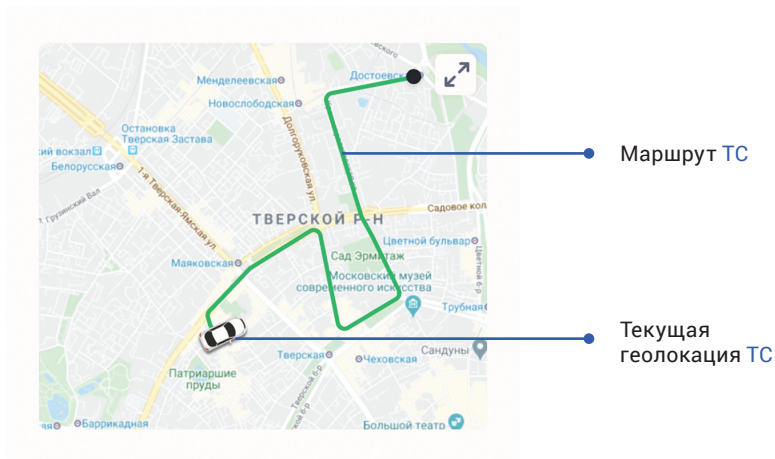 Менделеевская
Достоевск
Новослободская
Остановка
Тверская Застава
ий вокзал
Белорусская
Долгоруковская ул.
1-я Тверская-Ямская ул.
Грузинский Вал
ТВЕРСКОЙ Р-Н
Садовое кол
Цветной бульвар
Цветной б-р
Сад Эрмитаж
Маяковская
Московский музей
современного искусства
Трубная
Тверская
Чеховская
Сандуны
Патриаршие
пруды
Тверской б-р
Баррикадная
Большой театр
Маршрут ТС
Текущая
геолокация ТС